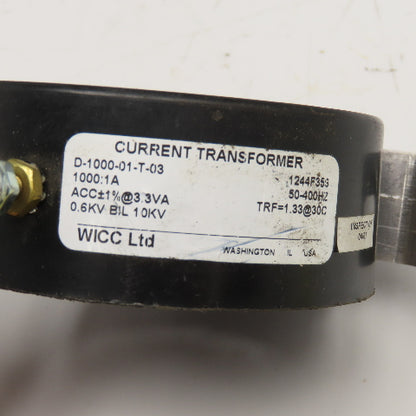 CURRENT TRANSFORMER
D-1000-01-T-03
1000:1A 1244F35S
ACC±1%@3.3VA 50-400HZ
0.6KV BIL 10KV TRF=1.33@30C
WICC Ltd
WASHINGTON IL USA